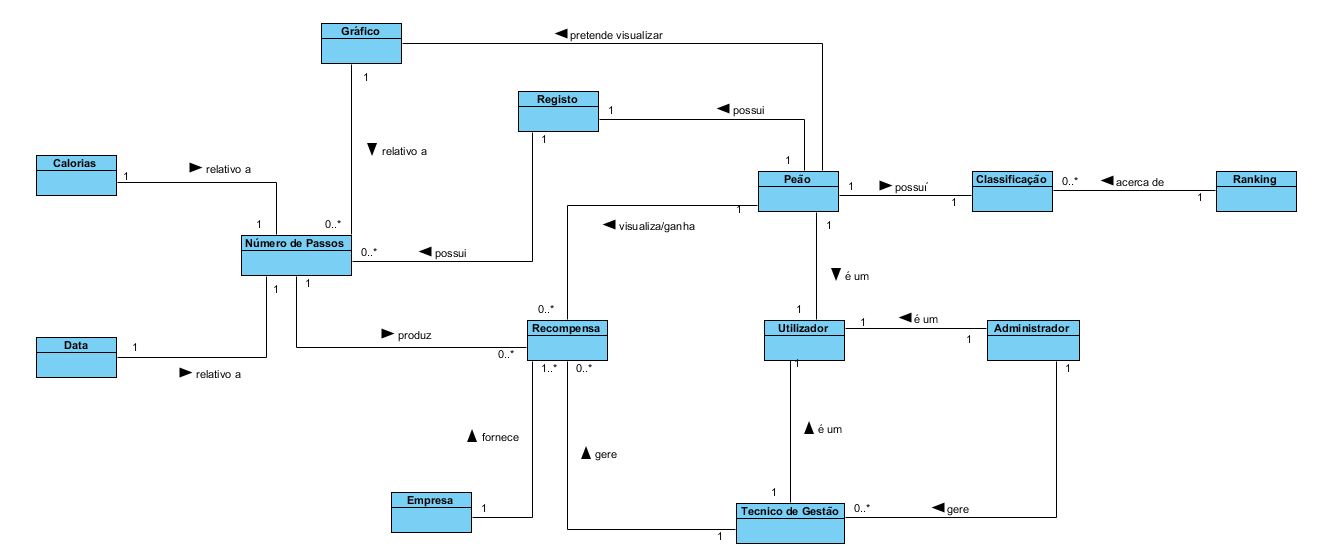 Gráfico
pretende visualizar
1
Registo
1
possui
1
relativo a
1
Calorias
1
relativo a
1
Peão
1
possuí
1
Classificação
0..*
acerca de
1
Ranking
1
0..*
Número de Passos
0..*
possui
visualiza/ganha
1
1
é um
1
1
produz
0..*
0..*
Recompensa
1
Utilizador
1
é um
1
Administrador
Data
1
relativo a
1..*
0..*
1
1
fornece
gere
é um
Empresa
1
1
1
Tecnico de Gestão
0..*
gere